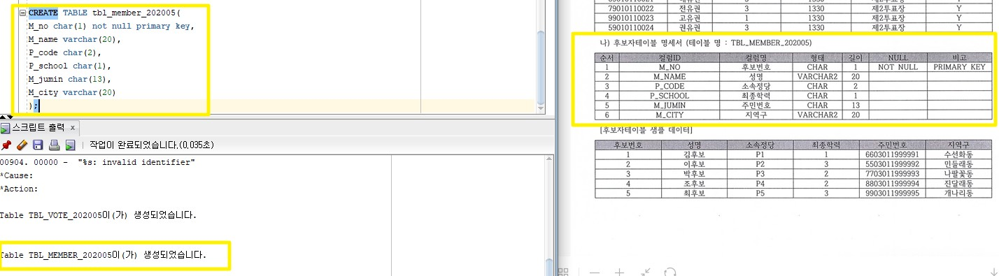 CREATE TABLE tbl_member_202005(
M_no char(1) not null primary key,
M_name varchar(20),
P_code char(2),
P_school char(1),
M_jumin char(13),
M_city varchar(20)
);
스크립트 출력 x
작업이 완료되었습니다.(0,035초)
00904. 00000 - "%s: invalid identifier"
*Cause:
*Action:
Table TBL_VOTE_202005이(가) 생성되었습니다.
Table TBL_MEMBER_202005이(가) 생성되었습니다.
79010110022 전유권 3 1330 제2투표장 Y
99010110023 고유권 1 1330 제2투표장 Y
59010110024 권유권 3 1330 제2투표장 Y
나) 후보자테이블 명세서 (테이블 명 : TBL_MEMBER_202005)
순서 컬럼ID 컬럼명 형태 길이 NULL 비고
1 M_NO 후보번호 CHAR 1 NOT NULL PRIMARY KEY
2 M_NAME 성명 VARCHAR2 20
3 P_CODE 소속정당 CHAR 2
4 P_SCHOOL 최종학력 CHAR 1
5 M_JUMIN 주민번호 CHAR 13
6 M_CITY 지역구 VARCHAR2 20
[후보자테이블 샘플 데이터]
후보번호 성명 소속정당 최종학력 주민번호 지역구
1 김후보 P1 1 6603011999991 수선화동
2 이후보 P2 3 5503011999992 민들래동
3 박후보 P3 2 7703011999993 나팔꽃동
4 조후보 P4 2 8803011999994 진달래동
5 최후보 P5 3 9903011999995 개나리동